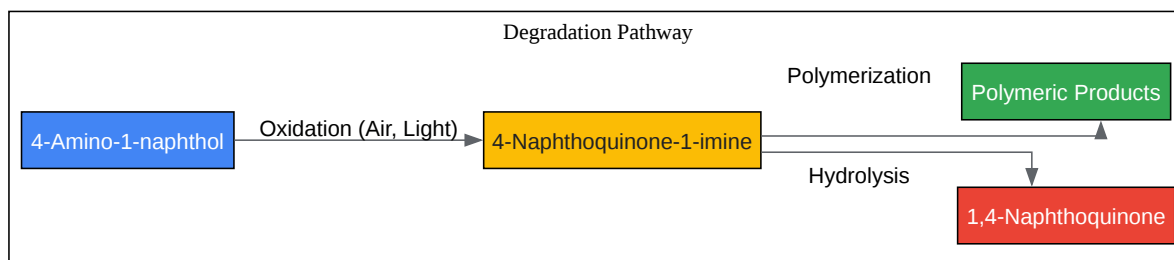 Degradation Pathway
Polymerization
Polymeric Products
4-Amino-1-naphthol
Oxidation (Air, Light)
4-Naphthoquinone-1-imine
Hydrolysis
1,4-Naphthoquinone